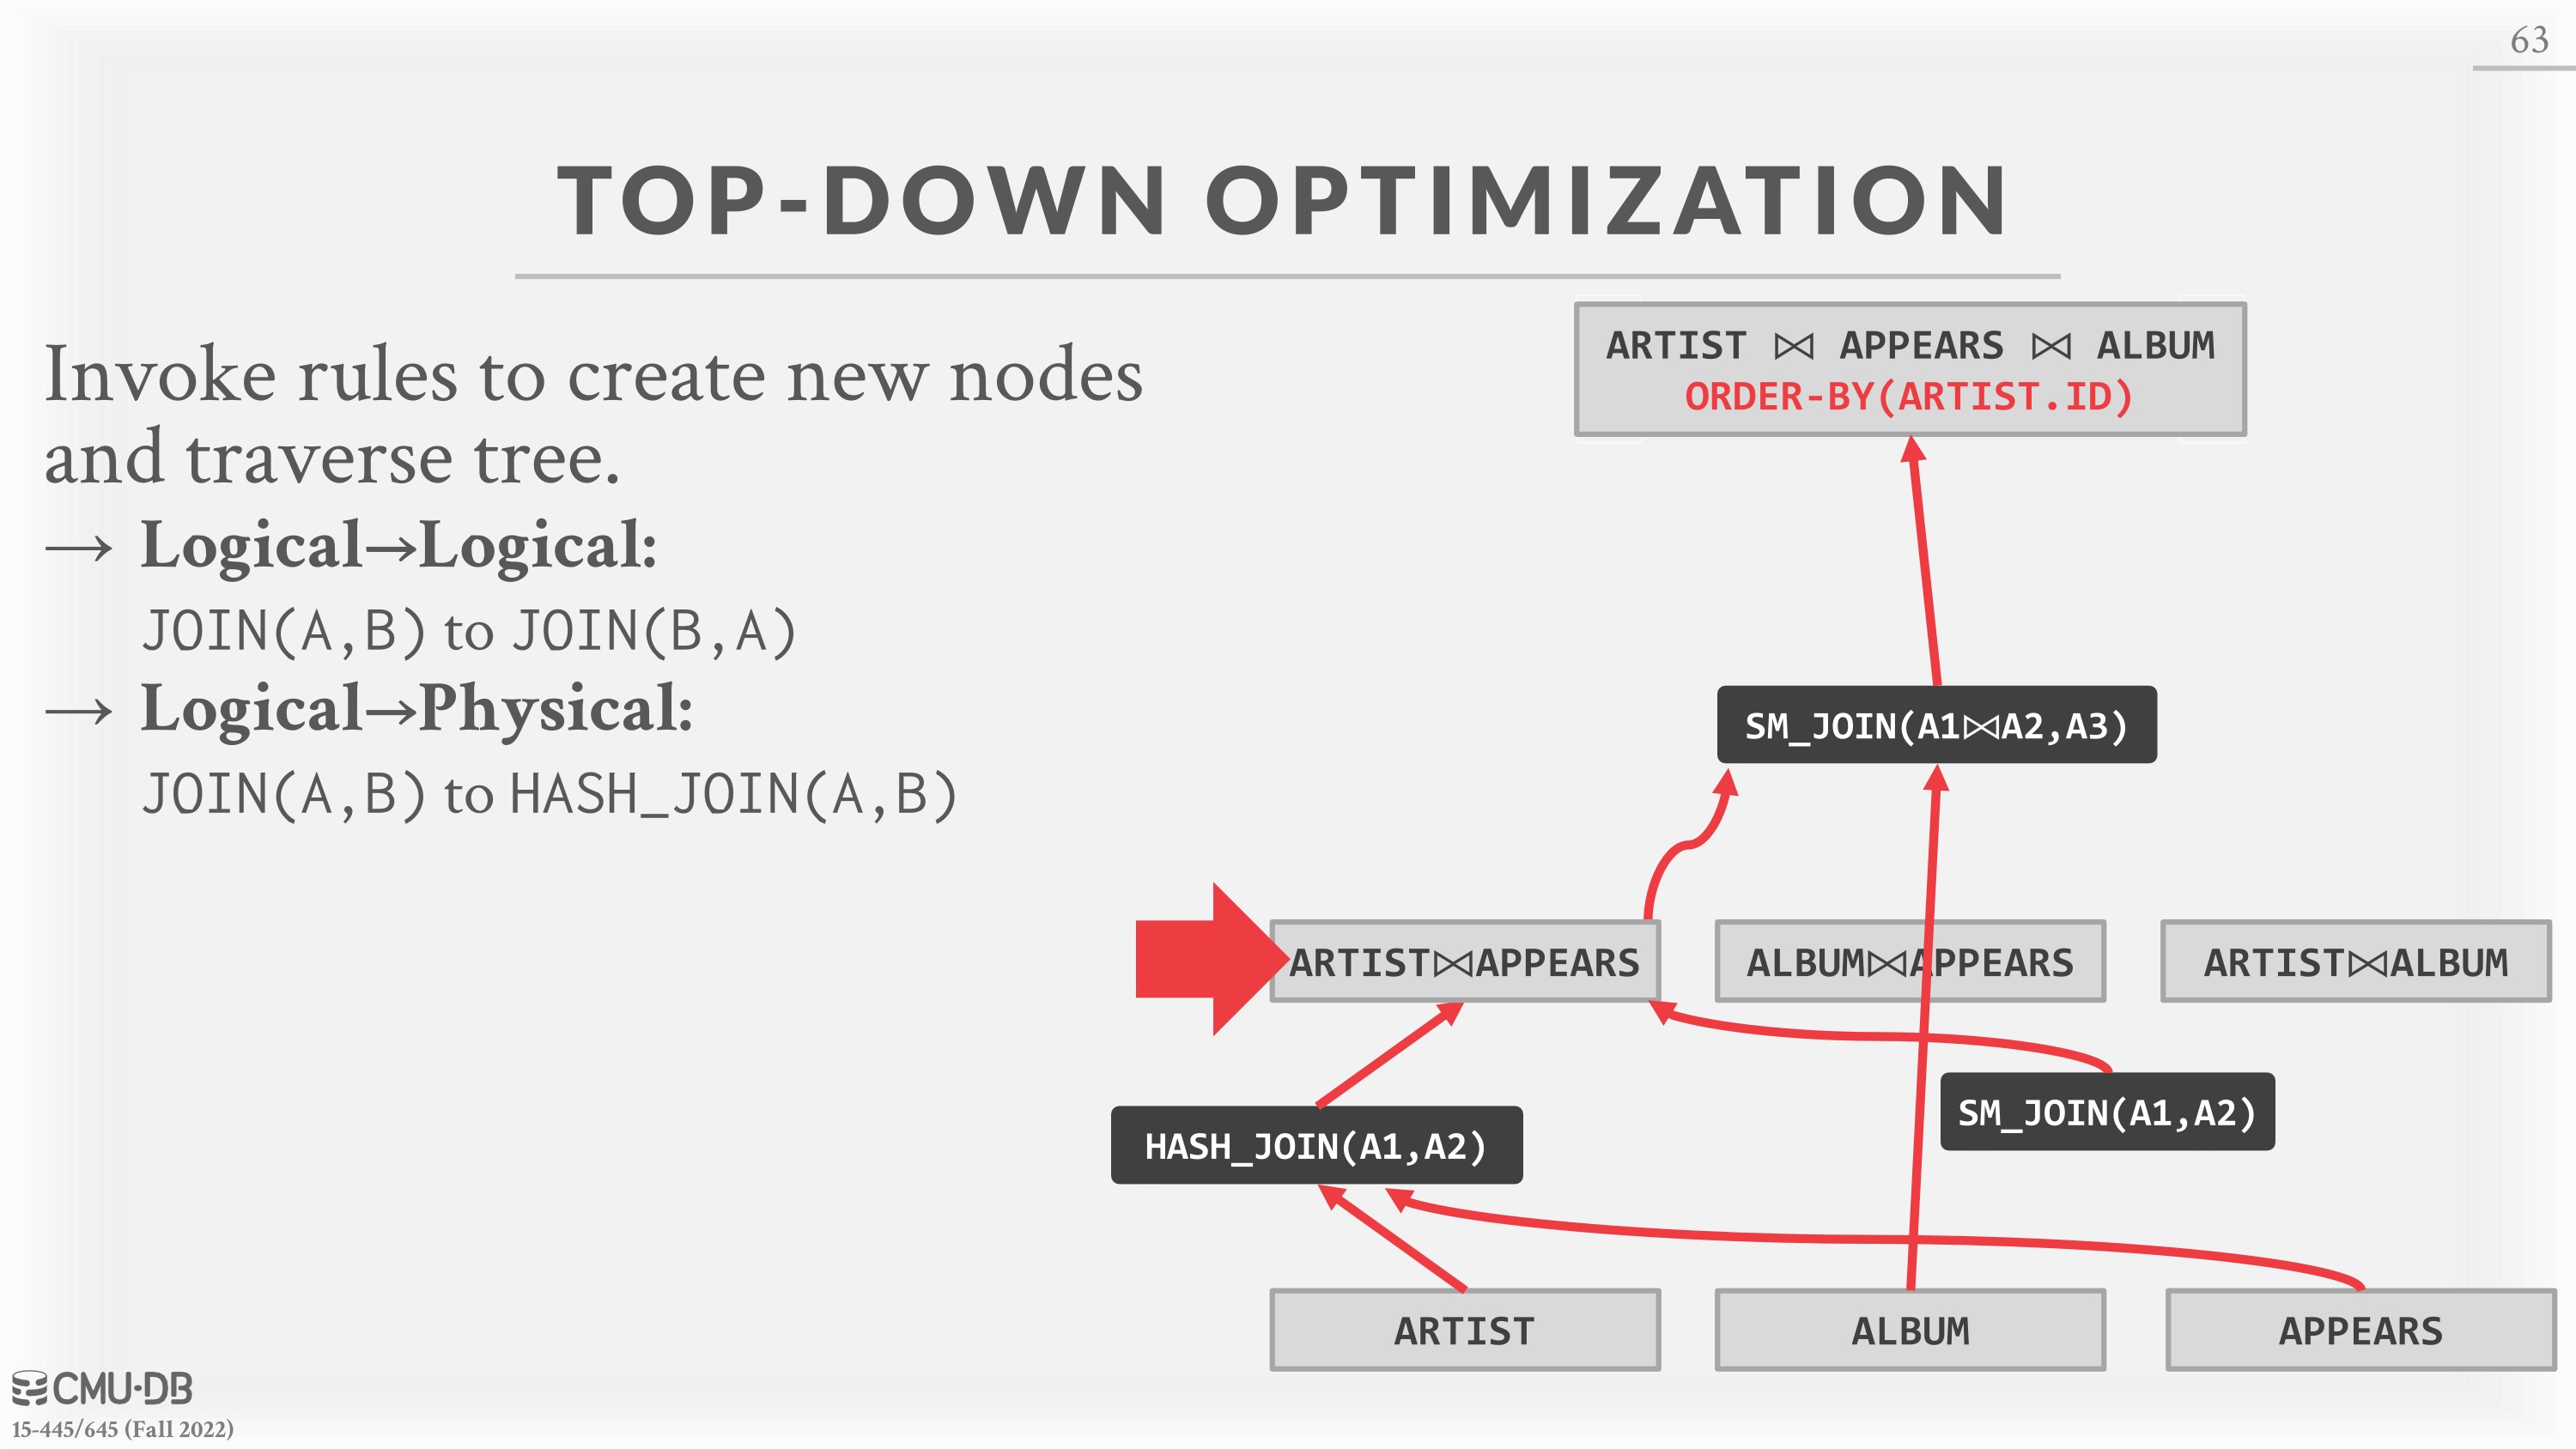 63
TOP-DOWN OPTIMIZATION
Invoke rules to create new nodes
and traverse tree.
→ Logical→Logical:
JOIN(A,B) to JOIN(B,A)
→ Logical→Physical:
JOIN(A,B) to HASH_JOIN(A,B)
ARTIST ⋈ APPEARS ⋈ ALBUM
ORDER-BY(ARTIST.ID)
SM_JOIN(A1⋈A2,A3)
ARTIST⋈APPEARS
ALBUM⋈APPEARS
ARTIST⋈ALBUM
HASH_JOIN(A1,A2)
SM_JOIN(A1,A2)
ARTIST
ALBUM
APPEARS
CMU·DB
15-445/645 (Fall 2022)